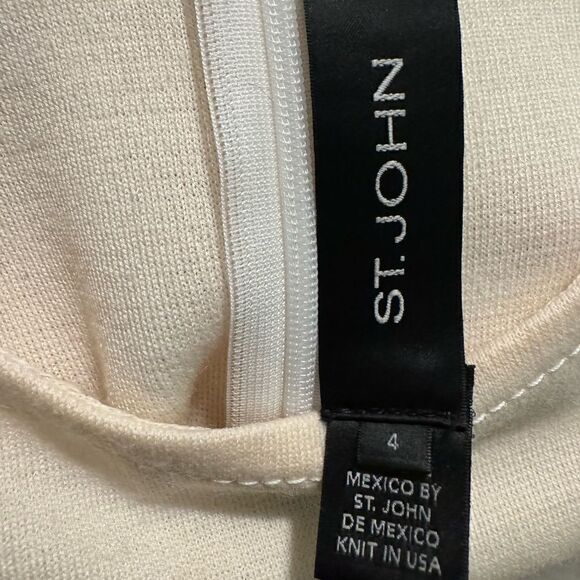 ST. JOHN
4
MEXICO BY
ST. JOHN
DE MEXICO
KNIT IN USA